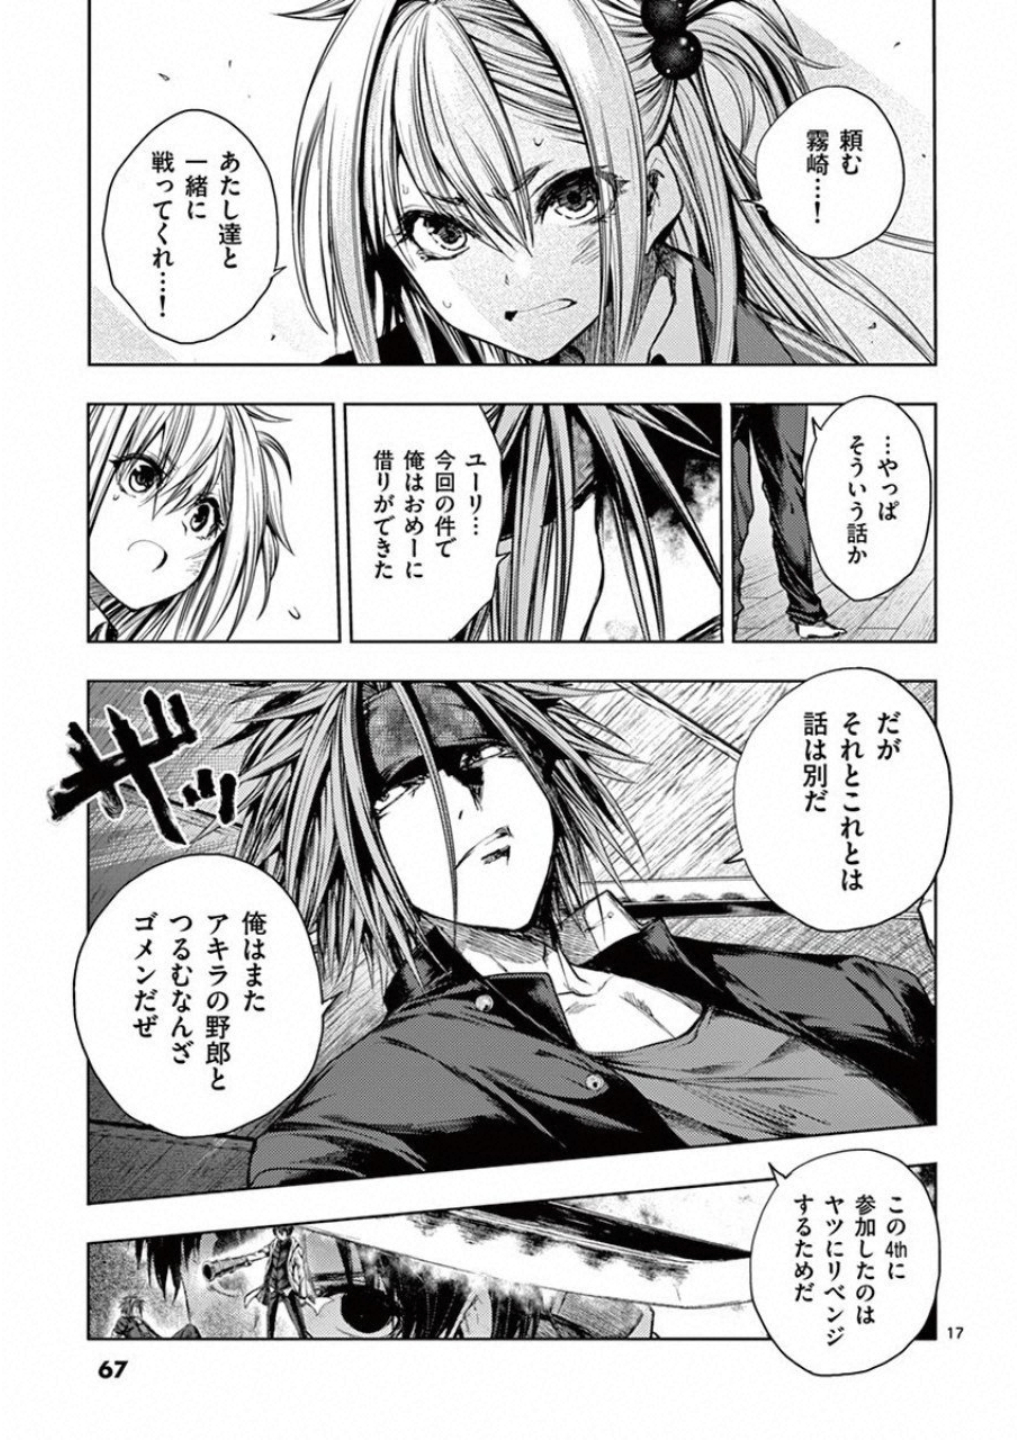 頼む
霧崎…!
あたし達と
一緒に
戦ってくれ…!
…やっぱ
そういう話か
ユーリ…
今回の件で
俺はおめーに
借りができた
だが
それとこれとは
話は別だ
ザッ
俺はまた
アキラの野郎と
つるむなんざ
ゴメンだぜ
この4thに
参加したのは
ヤツにリベンジ
するためだ
17
67